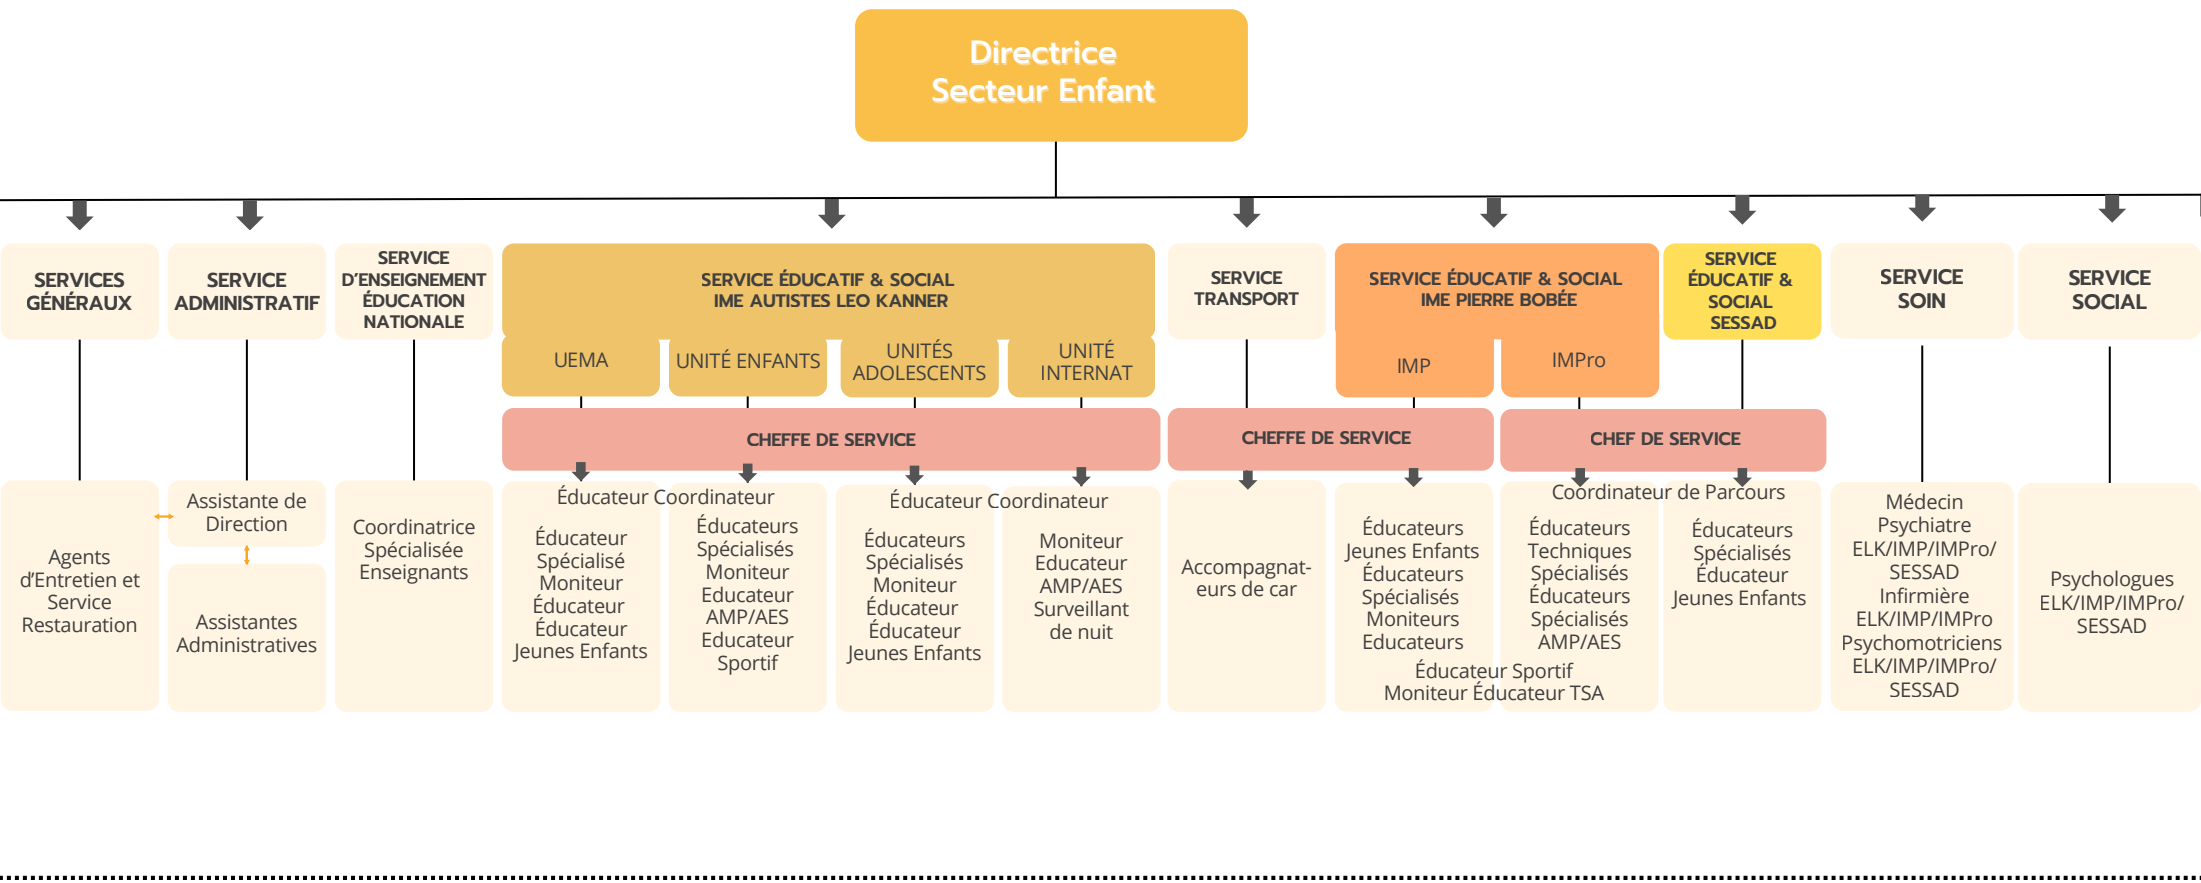 Directrice
Secteur Enfant
SERVICES
GÉNÉRAUX
SERVICE
ADMINISTRATIF
SERVICE
D'ENSEIGNEMENT
ÉDUCATION
NATIONALE
SERVICE ÉDUCATIF & SOCIAL
IME AUTISTES LEO KANNER
SERVICE
TRANSPORT
SERVICE ÉDUCATIF & SOCIAL
IME PIERRE BOBÉE
SERVICE
ÉDUCATIF &
SOCIAL
SESSAD
SERVICE
SOIN
SERVICE
SOCIAL
UEMA
UNITÉ ENFANTS
UNITÉS
ADOLESCENTS
UNITÉ
INTERNAT
IMP
IMPro
CHEFFE DE SERVICE
CHEFFE DE SERVICE
CHEF DE SERVICE
Agents
d'Entretien et
Service
Restauration
Assistante de
Direction
Assistantes
Administratives
Coordinatrice
Spécialisée
Enseignants
Éducateur Coordinateur
Éducateur
Spécialisé
Moniteur
Éducateur
Éducateur
Jeunes Enfants
Éducateurs
Spécialisés
Moniteur
Educateur
AMP/AES
Educateur
Sportif
Éducateur Coordinateur
Éducateurs
Spécialisés
Moniteur
Éducateur
Éducateur
Jeunes Enfants
Moniteur
Educateur
AMP/AES
Surveillant
de nuit
Accompagnat-
eurs de car
Éducateurs
Jeunes Enfants
Éducateurs
Spécialisés
Moniteurs
Educateurs
Coordinateur de Parcours
Éducateurs
Techniques
Spécialisés
Éducateurs
Spécialisés
AMP/AES
Éducateur Sportif
Moniteur Éducateur TSA
Éducateurs
Spécialisés
Éducateur
Jeunes Enfants
Médecin
Psychiatre
ELK/IMP/IMPro/
SESSAD
Infirmière
ELK/IMP/IMPro
Psychomotriciens
ELK/IMP/IMPro/
SESSAD
Psychologues
ELK/IMP/IMPro/
SESSAD